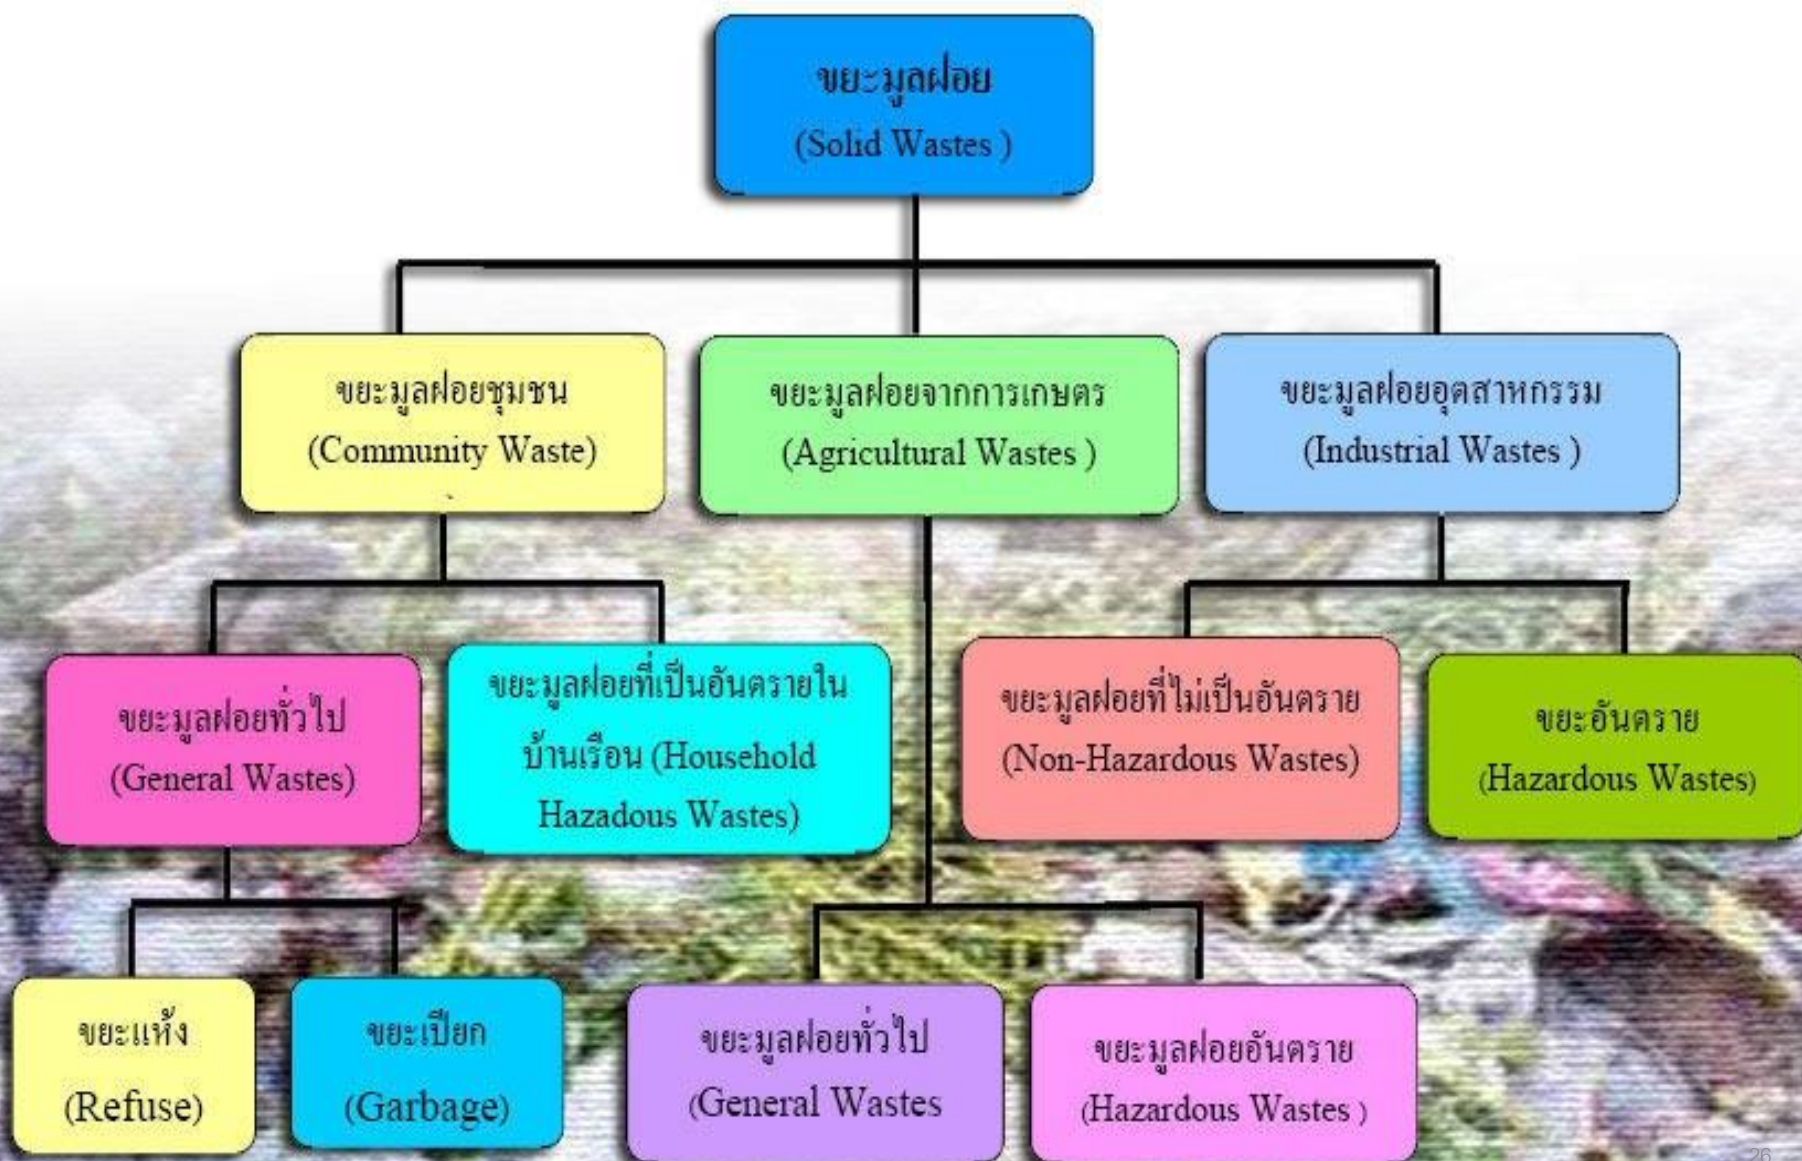 ขยะมูลฝอย
(Solid Wastes )
ขยะมูลฝอยชุมชน
(Community Waste)
ขยะมูลฝอยจากการเกษตร
(Agricultural Wastes )
ขยะมูลฝอยอุตสาหกรรม
(Industrial Wastes )
ขยะมูลฝอยทั่วไป
(General Wastes)
ขยะมูลฝอยที่เป็นอันตรายใน
บ้านเรือน (Household
Hazadous Wastes)
ขยะมูลฝอยที่ไม่เป็นอันตราย
(Non-Hazardous Wastes)
ขยะอันตราย
(Hazardous Wastes)
ขยะแห้ง
(Refuse)
ขยะเปียก
(Garbage)
ขยะมูลฝอยทั่วไป
(General Wastes
ขยะมูลฝอยอันตราย
(Hazardous Wastes )
26